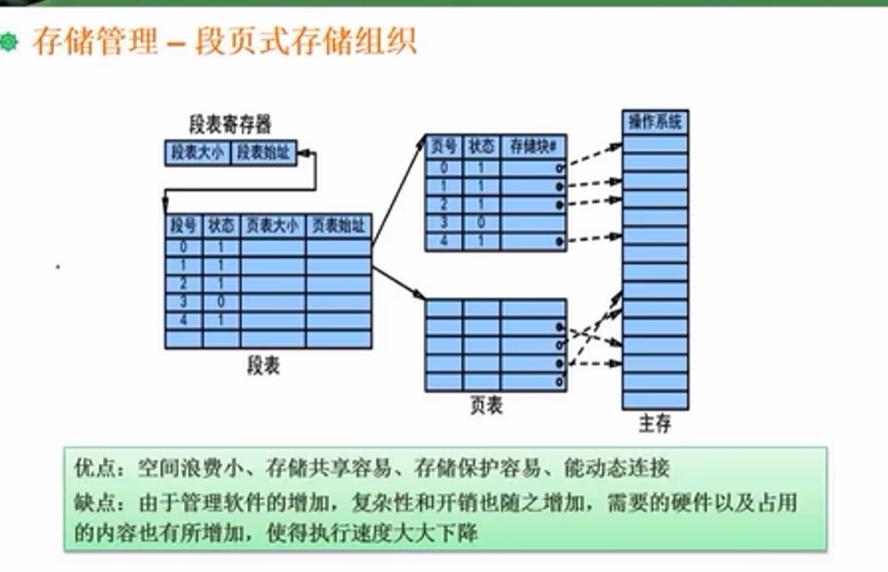 存储管理 – 段页式存储组织
段表寄存器
段表大小 段表始址
段号 状态 页表大小 页表始址
0 1
1 1
2 1
3 0
4 1
段表
页号 状态 存储块#
0 1
1 1
2 1
3 0
4 1
页表
操作系统
主存
优点：空间浪费小、存储共享容易、存储保护容易、能动态连接
缺点：由于管理软件的增加，复杂性和开销也随之增加，需要的硬件以及占用
的内容也有所增加，使得执行速度大大下降